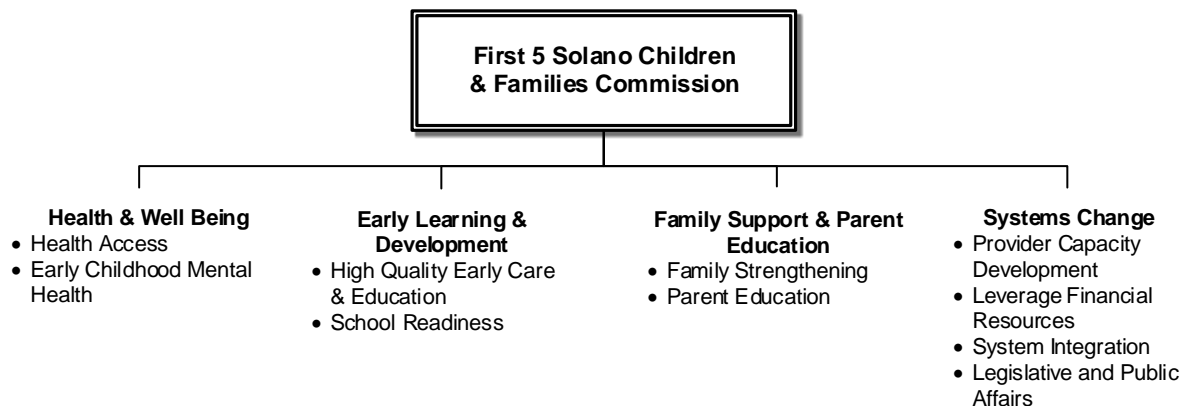 First 5 Solano Children
& Families Commission
Health & Well Being
• Health Access
• Early Childhood Mental
Health
Early Learning &
Development
• High Quality Early Care
& Education
• School Readiness
Family Support & Parent
Education
• Family Strengthening
• Parent Education
Systems Change
• Provider Capacity
Development
• Leverage Financial
Resources
• System Integration
• Legislative and Public
Affairs